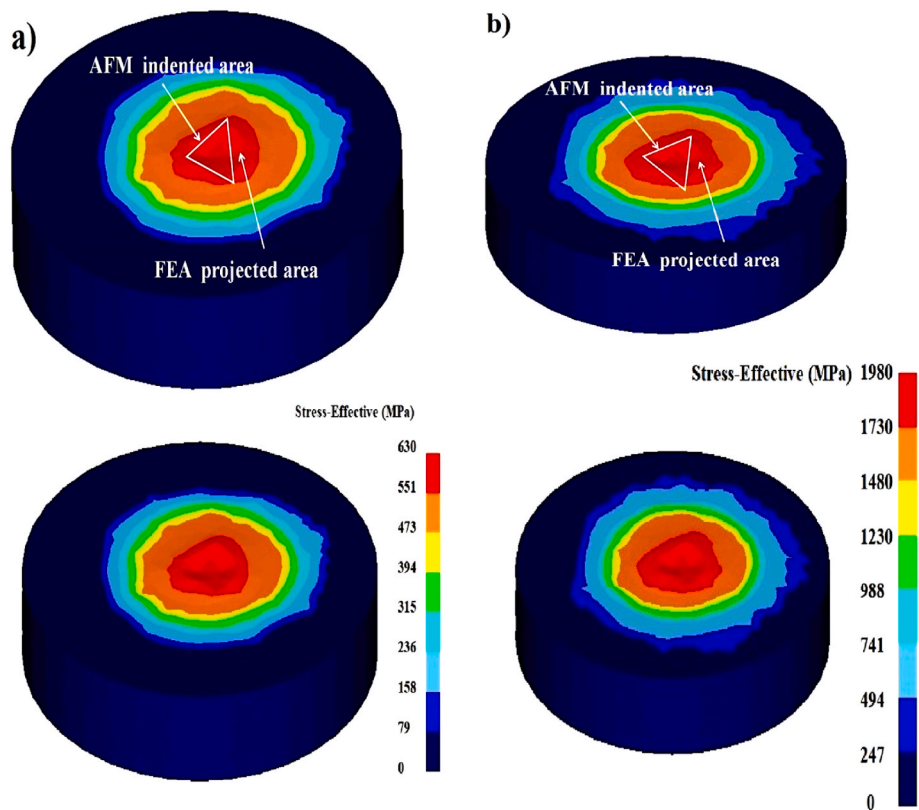 a)
AFM indented area
FEA projected area
b)
AFM indented area
FEA projected area
Stress-Effective (MPa)
630
551
473
394
315
236
158
79
0
Stress-Effective (MPa)
1980
1730
1480
1230
988
741
494
247
0